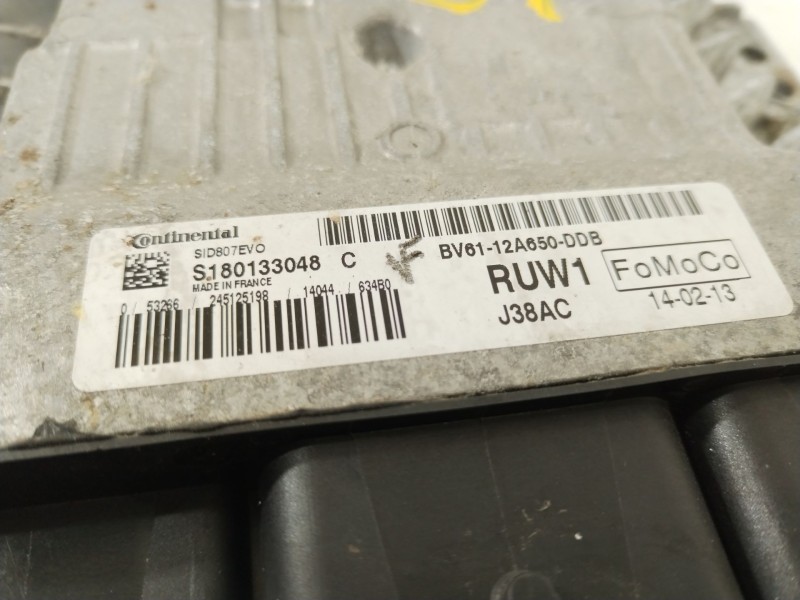 Continental
SID807EVO
S180133048 C
MADE IN FRANCE
0 / 53266 / 245125198 / 14044 / 634B0
BV61-12A650-DDB
RUW1
FoMoCo
J38AC
14-02-13